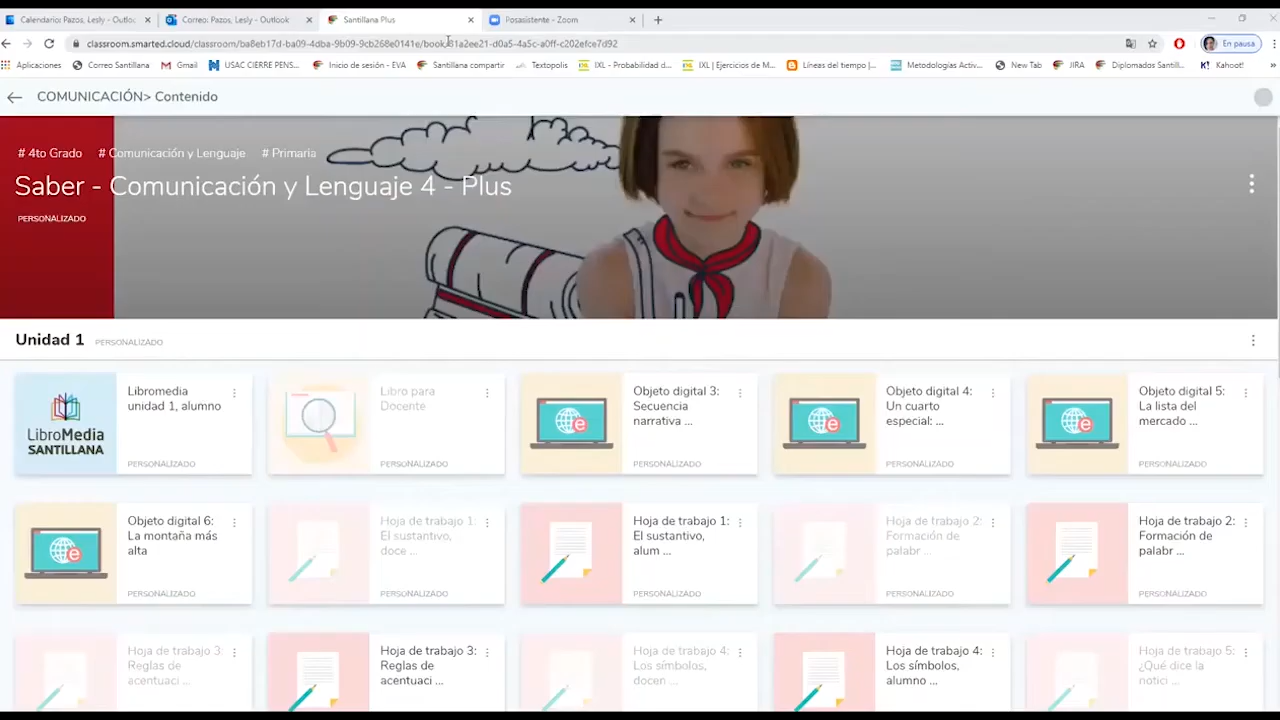 Calendario: Pazos, Lesly - Outlo
Correo: Pazos, Lesly - Outlook
Santillana Plus
Posasistente - Zoom
classroom.smarted.cloud/classroom/ba8eb17d-ba09-4dba-9b09-9cb268e0141e/book/81a2ee21-d0a5-4a5c-a0ff-c202efce7d92
En pausa
Aplicaciones
Correo Santillana
Gmail
USAC CIERRE PENS...
Inicio de sesión - EVA
Santillana compartir
Textopolis
IXL - Probabilidad d...
IXL | Ejercicios de M...
Líneas del tiempo |...
Metodologías Activ...
New Tab
JIRA
Diplomados Santill...
Kahoot!
COMUNICACIÓN> Contenido
# 4to Grado # Comunicación y Lenguaje # Primaria
Saber - Comunicación y Lenguaje 4 - Plus
PERSONALIZADO
Unidad 1 PERSONALIZADO
LibroMedia
SANTILLANA
Libromedia
unidad 1, alumno
PERSONALIZADO
Libro para
Docente
PERSONALIZADO
Objeto digital 3:
Secuencia
narrativa ...
PERSONALIZADO
Objeto digital 4:
Un cuarto
especial: ...
PERSONALIZADO
Objeto digital 5:
La lista del
mercado ...
PERSONALIZADO
Objeto digital 6:
La montaña más
alta
PERSONALIZADO
Hoja de trabajo 1:
El sustantivo,
doce ...
PERSONALIZADO
Hoja de trabajo 1:
El sustantivo,
alum ...
PERSONALIZADO
Hoja de trabajo 2:
Formación de
palabr ...
PERSONALIZADO
Hoja de trabajo 2:
Formación de
palabr ...
PERSONALIZADO
Hoja de trabajo 3:
Reglas de
acentuaci ...
Hoja de trabajo 3:
Reglas de
acentuaci ...
Hoja de trabajo 4:
Los símbolos,
docen ...
Hoja de trabajo 4:
Los símbolos,
alumno ...
Hoja de trabajo 5:
¿Qué dice la
notici ...